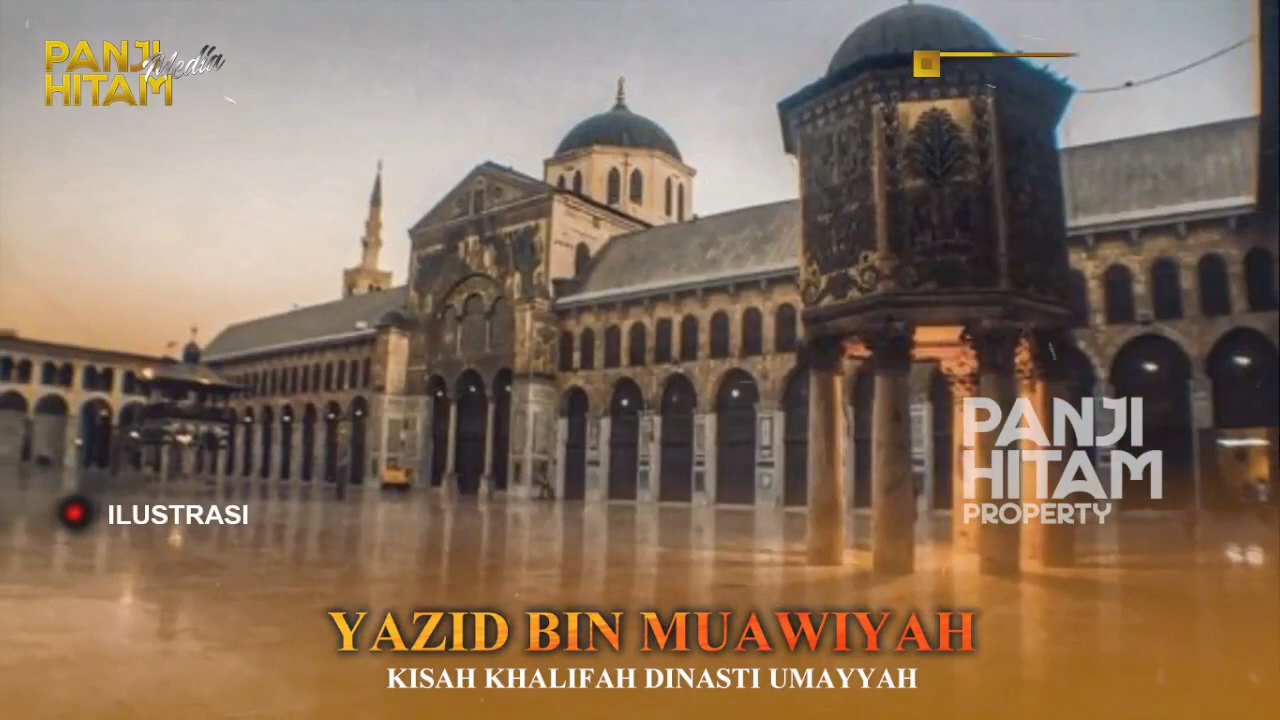 PANJI
Media
HITAM
PANJI
HITAM
PROPERTY
ILUSTRASI
YAZID BIN MUAWIYAH
KISAH KHALIFAH DINASTI UMAYYAH